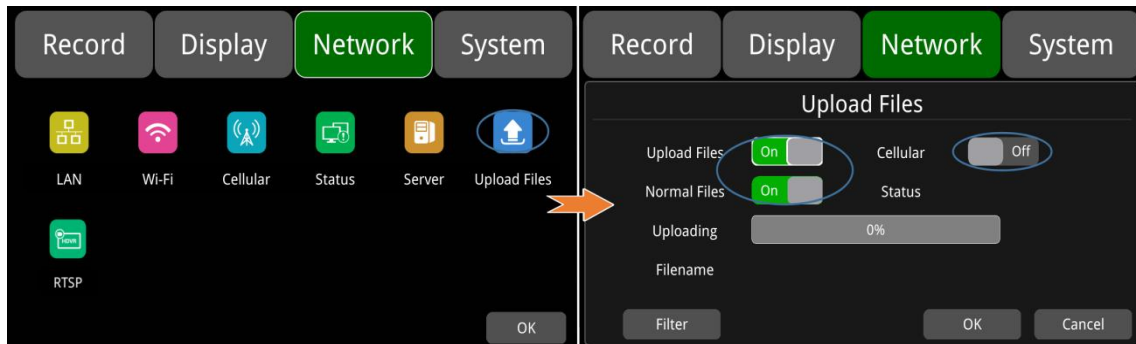 Record Display Network System
LAN Wi-Fi Cellular Status Server Upload Files
HDVR
RTSP
OK
Record Display Network System
Upload Files
Upload Files On Cellular Off
Normal Files On Status
Uploading 0%
Filename
Filter OK Cancel